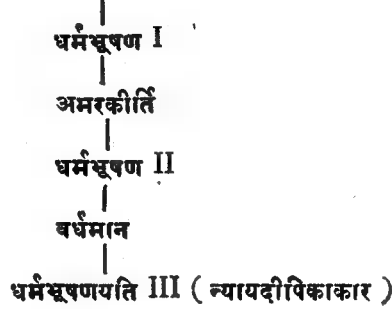 धर्मभूषण I
अमरकीर्ति
धर्मभूषण II
वर्धमान
धर्मभूषणयति III ( न्यायदीपिकाकार )